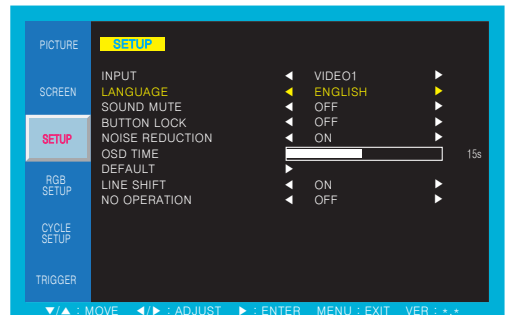 PICTURE
SCREEN
SETUP
RGB
SETUP
CYCLE
SETUP
TRIGGER
SETUP
INPUT ◀ VIDEO1 ▶
LANGUAGE ◀ ENGLISH ▶
SOUND MUTE ◀ OFF ▶
BUTTON LOCK ◀ OFF ▶
NOISE REDUCTION ◀ ON ▶
OSD TIME 15s
DEFAULT ▶
LINE SHIFT ◀ ON ▶
NO OPERATION ◀ OFF ▶
▼/▲ : MOVE ◀/▶ : ADJUST ▶ : ENTER MENU : EXIT VER : *.*